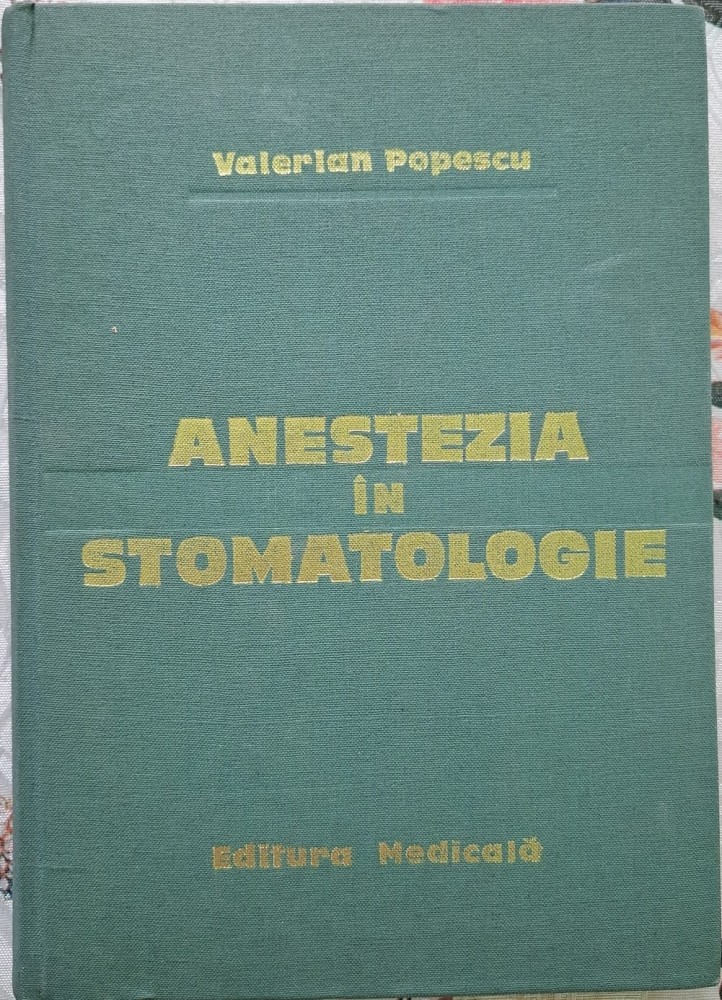 Valerian Popescu
ANESTEZIA
ÎN
STOMATOLOGIE
Editura Medicală